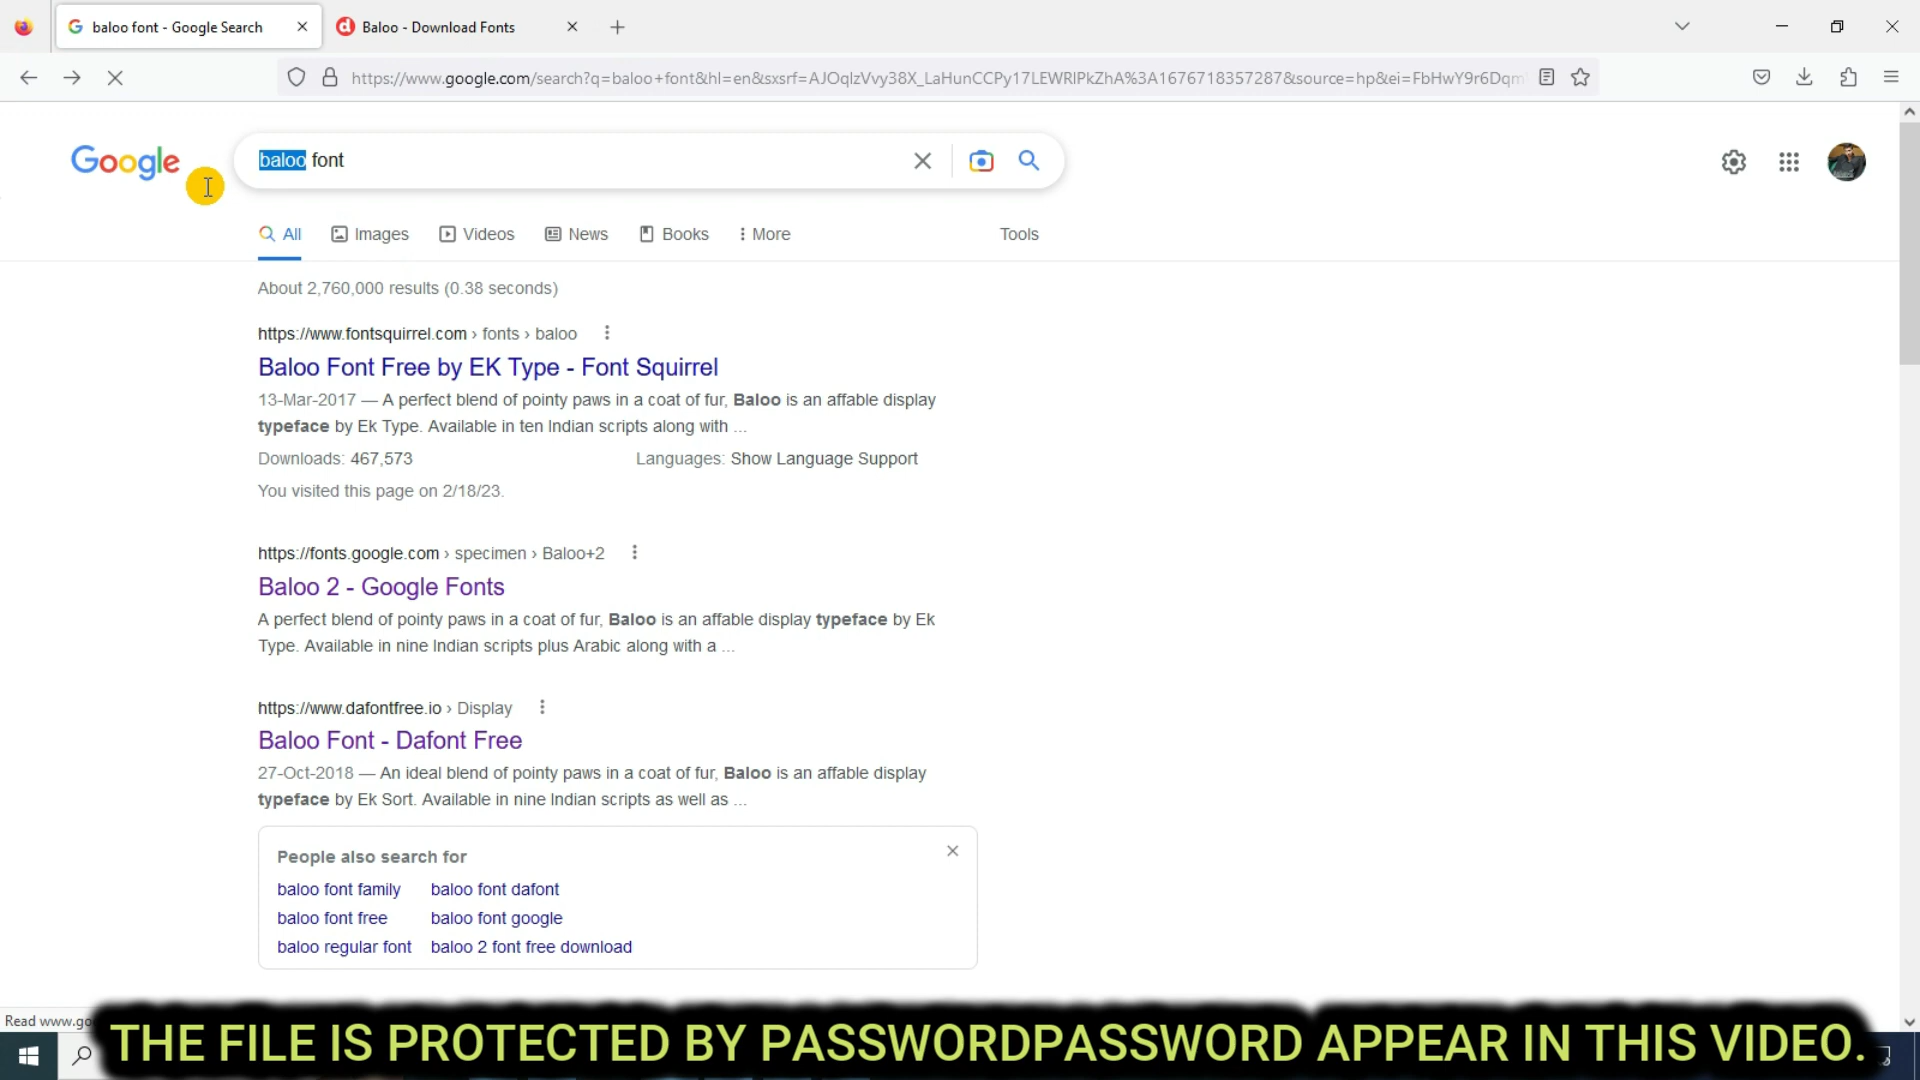 baloo font - Google Search
Baloo - Download Fonts
https://www.google.com/search?q=baloo+font&hl=en&sxsrf=AJOqlzVvy38X_LaHunCCPy17LEWRlPkZhA%3A1676718357287&source=hp&ei=FbHwY9r6Dqm
Google
baloo font
All
Images
Videos
News
Books
More
Tools
About 2,760,000 results (0.38 seconds)
https://www.fontsquirrel.com › fonts › baloo
Baloo Font Free by EK Type - Font Squirrel
13-Mar-2017 — A perfect blend of pointy paws in a coat of fur, Baloo is an affable display
typeface by Ek Type. Available in ten Indian scripts along with ...
Downloads: 467,573
Languages: Show Language Support
You visited this page on 2/18/23.
https://fonts.google.com › specimen › Baloo+2
Baloo 2 - Google Fonts
A perfect blend of pointy paws in a coat of fur, Baloo is an affable display typeface by Ek
Type. Available in nine Indian scripts plus Arabic along with a ...
https://www.dafontfree.io › Display
Baloo Font - Dafont Free
27-Oct-2018 — An ideal blend of pointy paws in a coat of fur, Baloo is an affable display
typeface by Ek Sort. Available in nine Indian scripts as well as ...
People also search for
baloo font family
baloo font dafont
baloo font free
baloo font google
baloo regular font
baloo 2 font free download
Read www.go
THE FILE IS PROTECTED BY PASSWORDPASSWORD APPEAR IN THIS VIDEO.